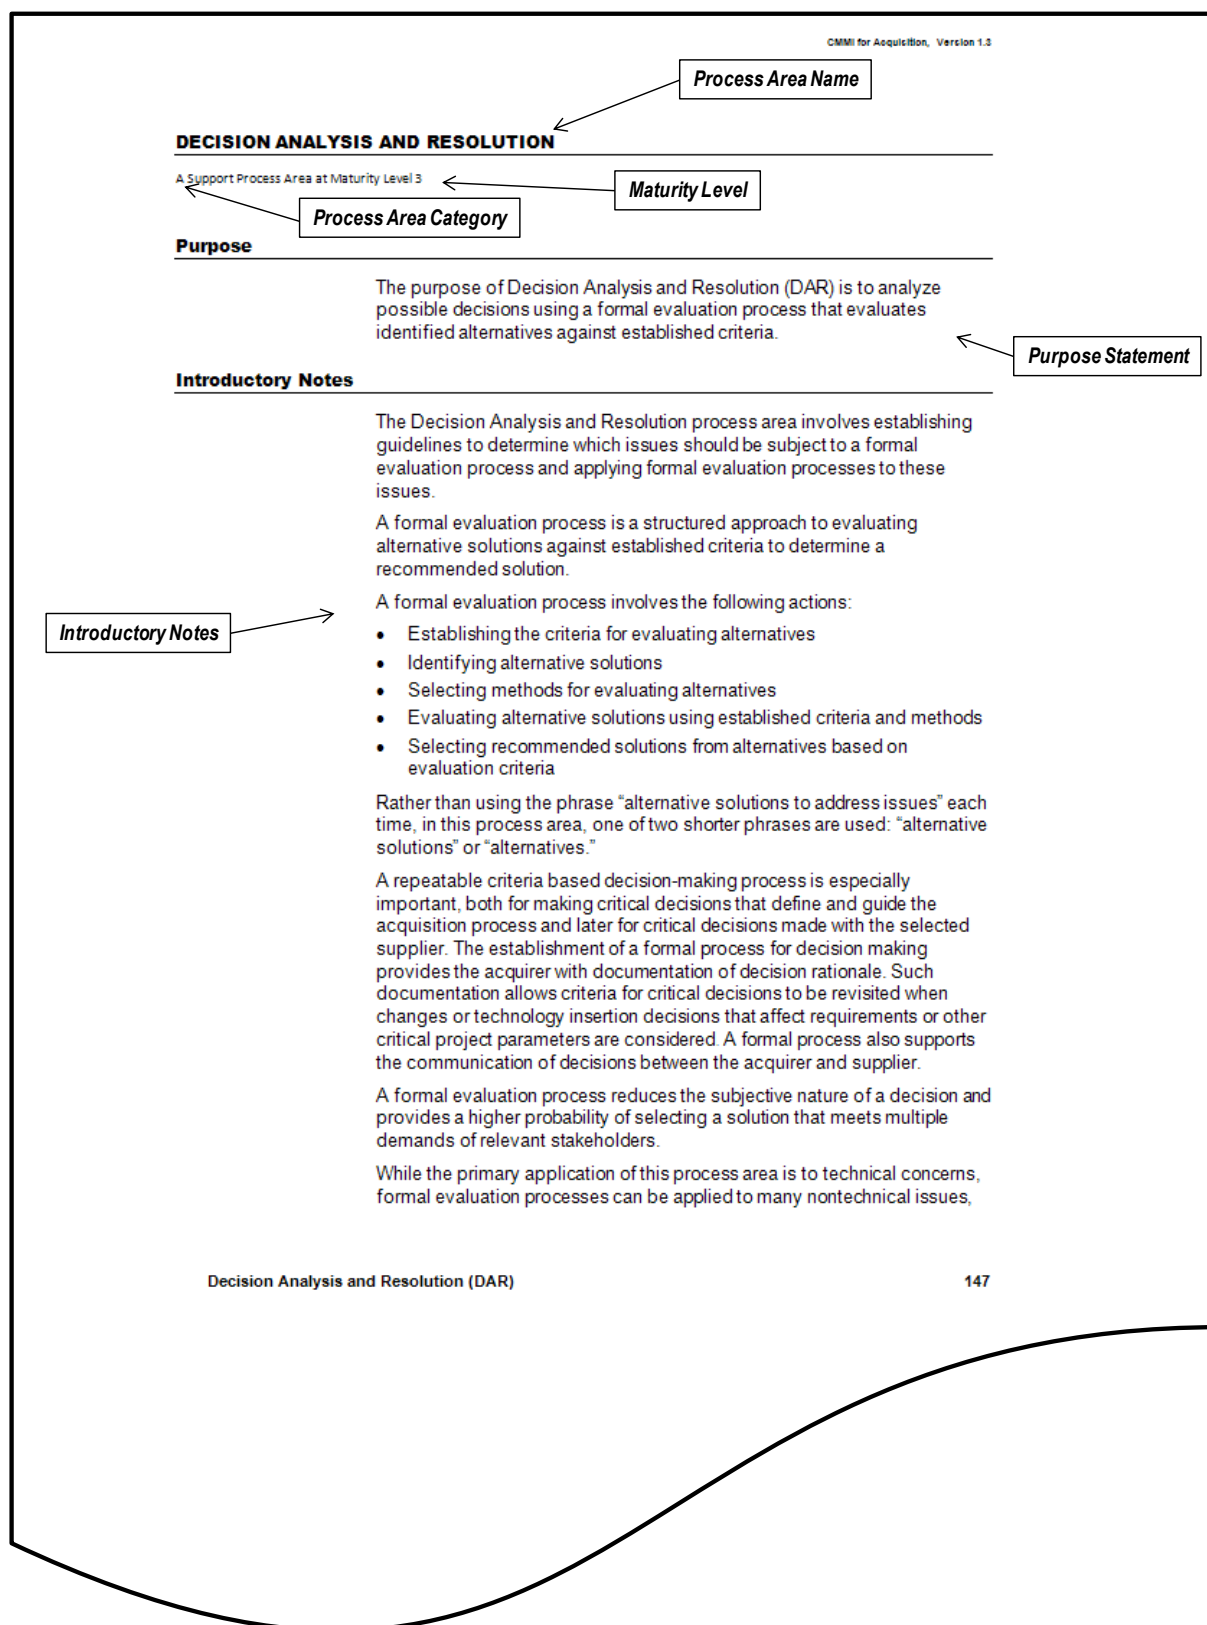 CMMI for Acquisition, Version 1.3
Process Area Name
DECISION ANALYSIS AND RESOLUTION
A Support Process Area at Maturity Level 3
Maturity Level
Process Area Category
Purpose
The purpose of Decision Analysis and Resolution (DAR) is to analyze
possible decisions using a formal evaluation process that evaluates
identified alternatives against established criteria.
Purpose Statement
Introductory Notes
The Decision Analysis and Resolution process area involves establishing
guidelines to determine which issues should be subject to a formal
evaluation process and applying formal evaluation processes to these
issues.
A formal evaluation process is a structured approach to evaluating
alternative solutions against established criteria to determine a
recommended solution.
A formal evaluation process involves the following actions:
Introductory Notes
• Establishing the criteria for evaluating alternatives
• Identifying alternative solutions
• Selecting methods for evaluating alternatives
• Evaluating alternative solutions using established criteria and methods
• Selecting recommended solutions from alternatives based on
evaluation criteria
Rather than using the phrase “alternative solutions to address issues” each
time, in this process area, one of two shorter phrases are used: “alternative
solutions” or “alternatives.”
A repeatable criteria based decision-making process is especially
important, both for making critical decisions that define and guide the
acquisition process and later for critical decisions made with the selected
supplier. The establishment of a formal process for decision making
provides the acquirer with documentation of decision rationale. Such
documentation allows criteria for critical decisions to be revisited when
changes or technology insertion decisions that affect requirements or other
critical project parameters are considered. A formal process also supports
the communication of decisions between the acquirer and supplier.
A formal evaluation process reduces the subjective nature of a decision and
provides a higher probability of selecting a solution that meets multiple
demands of relevant stakeholders.
While the primary application of this process area is to technical concerns,
formal evaluation processes can be applied to many nontechnical issues,
Decision Analysis and Resolution (DAR) 147